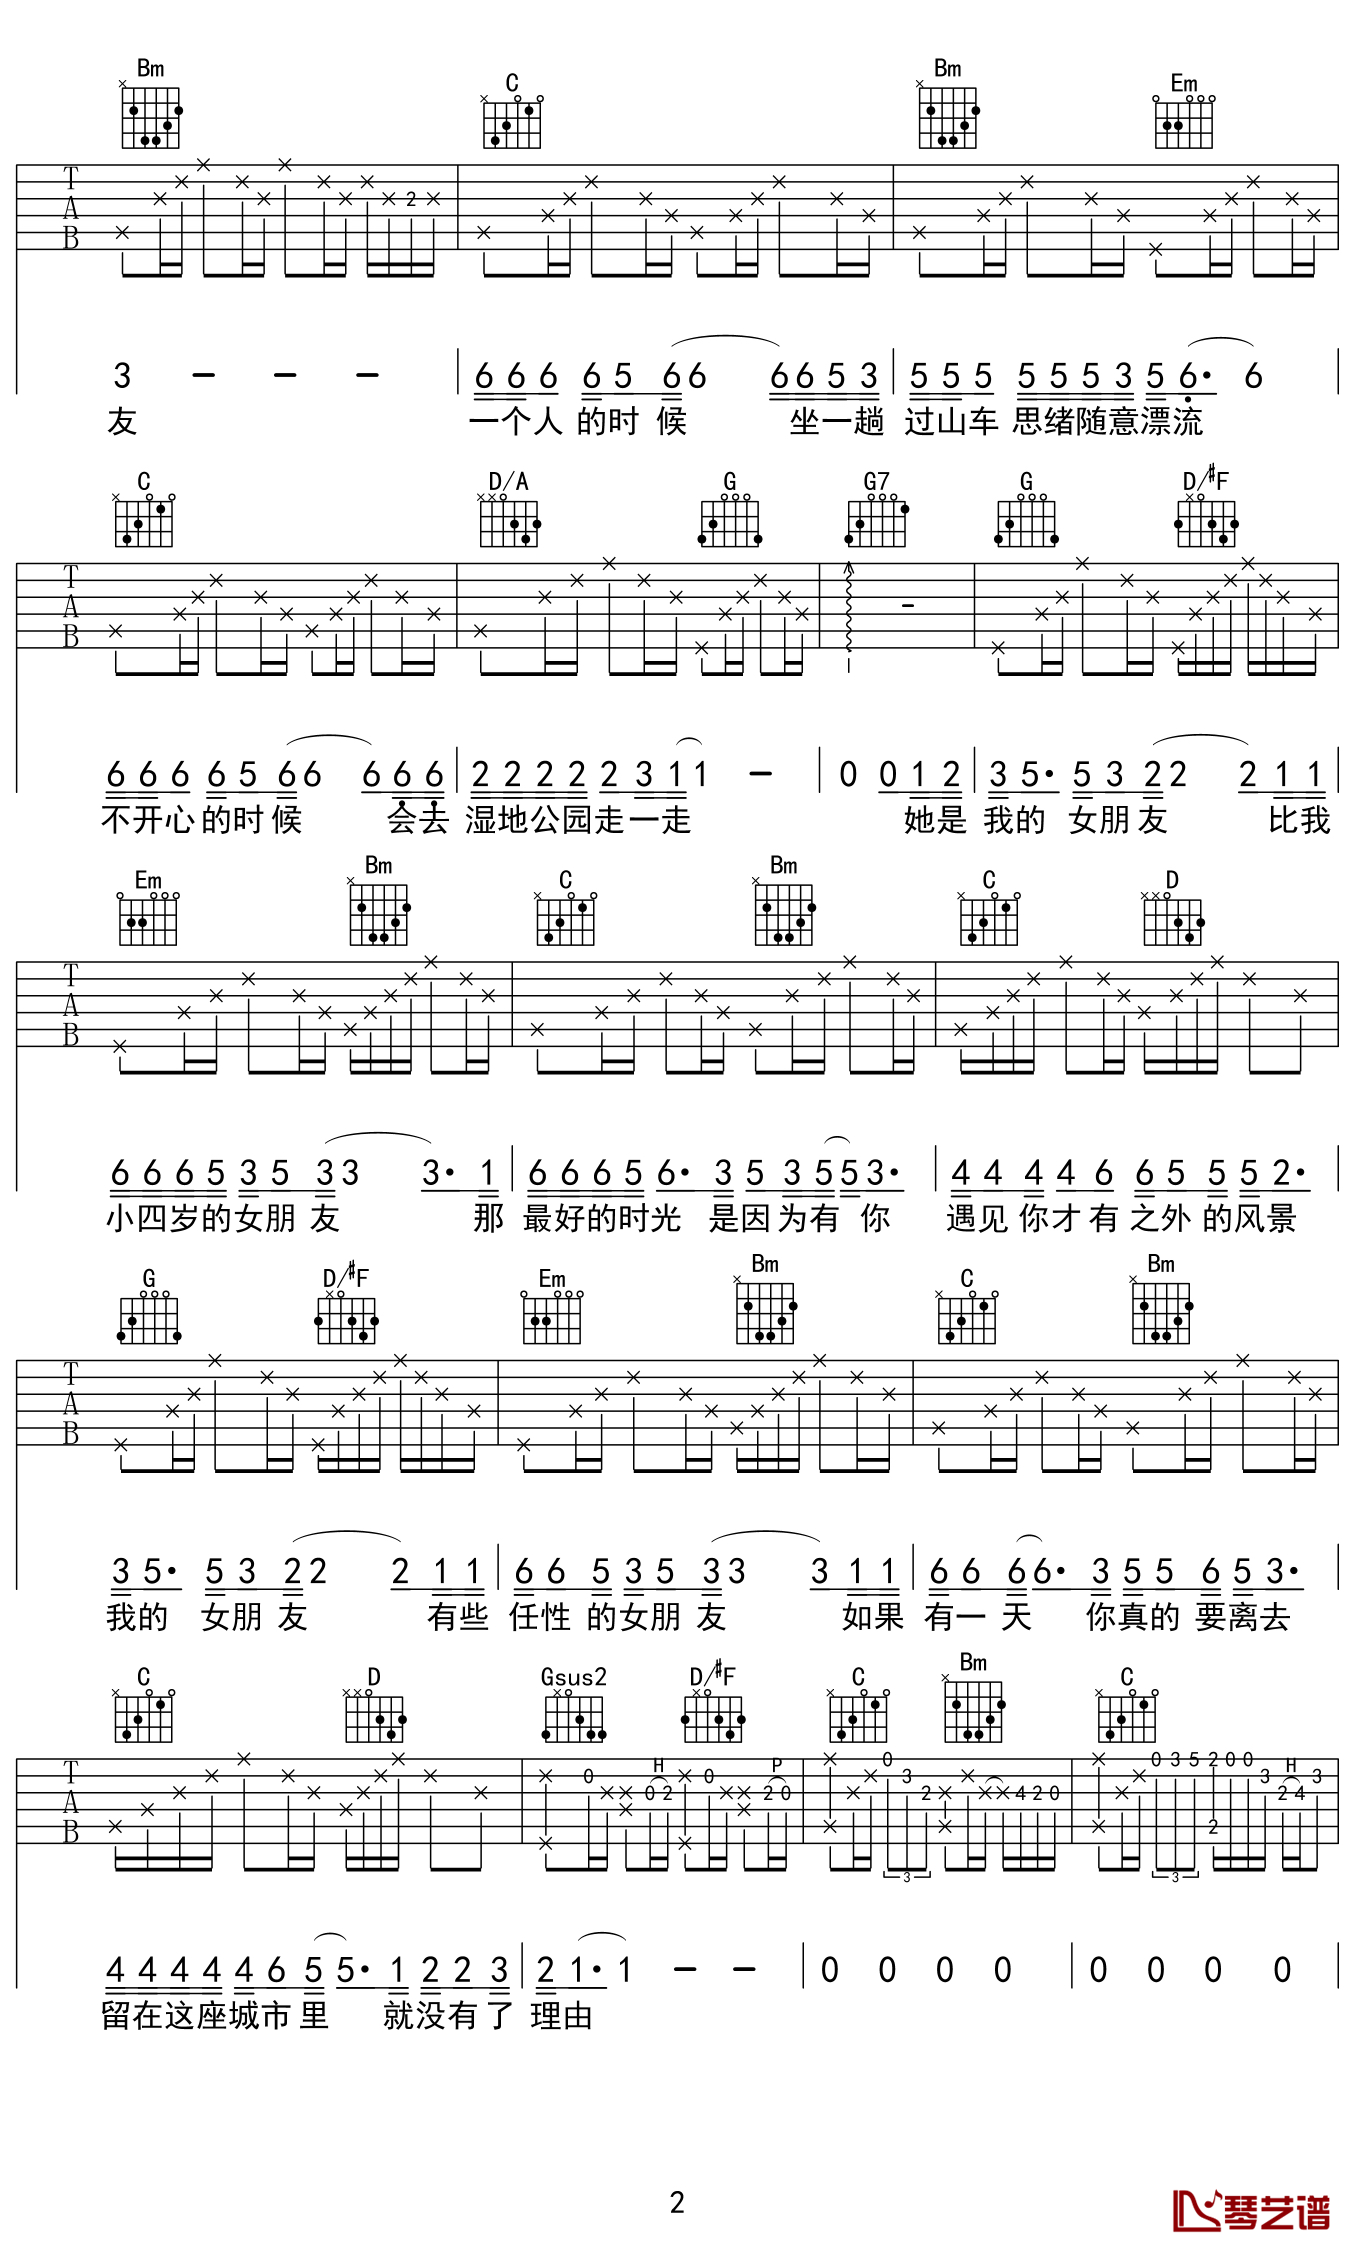 Bm C Bm Em
T A B 2
3 - - - 6 6 6 6 5 6 6 6 6 5 3 5 5 5 5 5 5 3 5 6· 6
友 一个人的时候 坐一趟 过山车 思绪随意漂流
C D/A G G7 G D/#F
T A B -
6 6 6 6 5 6 6 6 6 6 2 2 2 2 2 3 1 1 - 0 0 1 2 3 5· 5 3 2 2 2 1 1
不开心的时候 会去 湿地公园走一走 她是 我的 女朋友 比我
Em Bm C Bm C D
T A B
6 6 6 5 3 5 3 3 3· 1 6 6 6 5 6· 3 5 3 5 5 3· 4 4 4 4 6 6 5 5 5 2·
小四岁的女朋友 那 最好的时光 是因为有你 遇见你才有之外的风景
G D/#F Em Bm C Bm
T A B
3 5· 5 3 2 2 2 1 1 6 6 5 3 5 3 3 3 1 1 6 6 6 6· 3 5 5 6 5 3·
我的 女朋友 有些 任性的女朋友 如果 有一天 你真的要离去
C D Gsus2 D/#F C Bm C
T A B 0 H 0 2 0 P 2 0 0 3 2 3 4 2 0 0 3 5 3 2 2 0 0 3 H 2 4 3
4 4 4 4 4 6 5 5· 1 2 2 3 2 1· 1 - - 0 0 0 0 0 0 0 0
留在这座城市里 就没有了 理由
2
琴艺谱